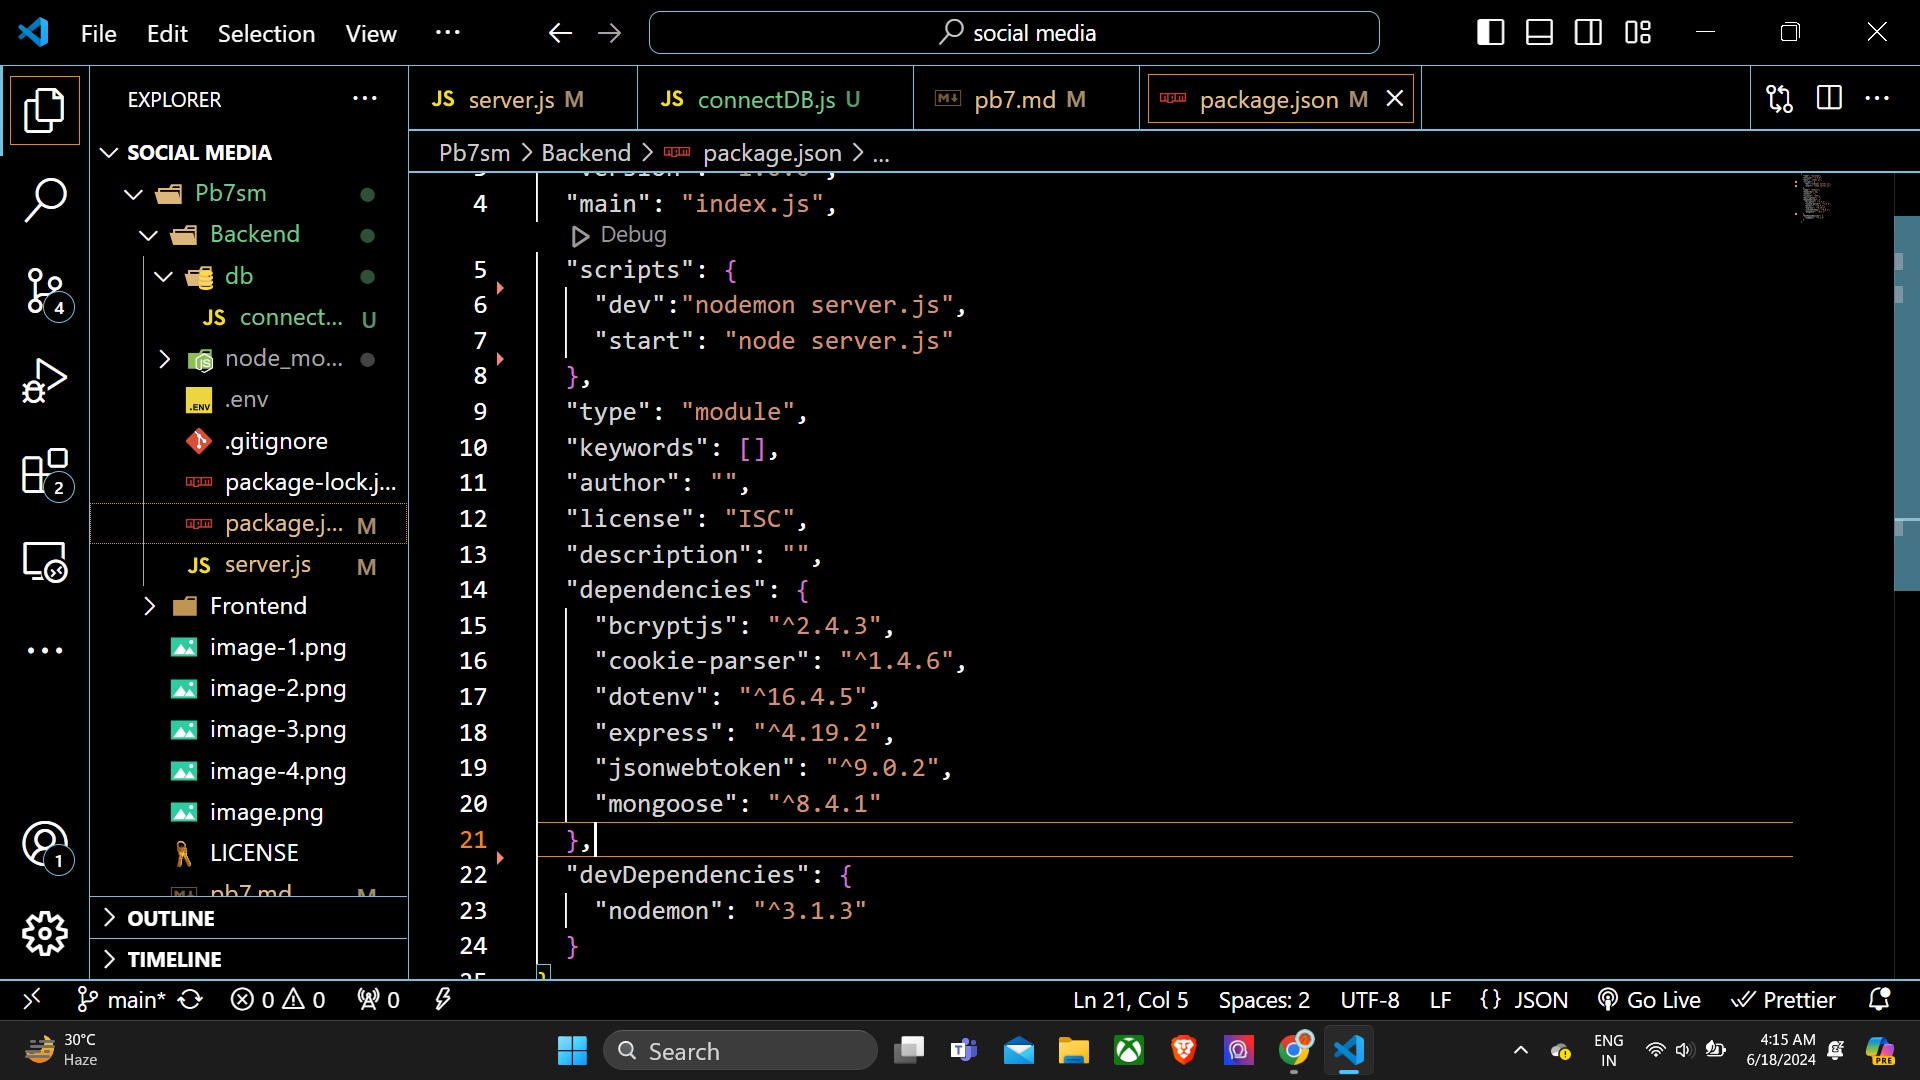 File Edit Selection View ··· social media
EXPLORER ···
SOCIAL MEDIA
Pb7sm
Backend
db
JS connect... U
node_mo...
.ENV .env
.gitignore
package-lock.j...
package.j... M
JS server.js M
Frontend
image-1.png
image-2.png
image-3.png
image-4.png
image.png
LICENSE
pb7.md M
OUTLINE
TIMELINE
4
2
1
JS server.js M JS connectDB.js U pb7.md M package.json M
Pb7sm > Backend > package.json > ...
4 "main": "index.js",
Debug
5 "scripts": {
6 "dev":"nodemon server.js",
7 "start": "node server.js"
8 },
9 "type": "module",
10 "keywords": [],
11 "author": "",
12 "license": "ISC",
13 "description": "",
14 "dependencies": {
15 "bcryptjs": "^2.4.3",
16 "cookie-parser": "^1.4.6",
17 "dotenv": "^16.4.5",
18 "express": "^4.19.2",
19 "jsonwebtoken": "^9.0.2",
20 "mongoose": "^8.4.1"
21 },
22 "devDependencies": {
23 "nodemon": "^3.1.3"
24 }
25 }
main* 0 0 0 Ln 21, Col 5 Spaces: 2 UTF-8 LF {} JSON Go Live Prettier
30°C
Haze
Search
ENG
IN
4:15 AM
6/18/2024
PRE